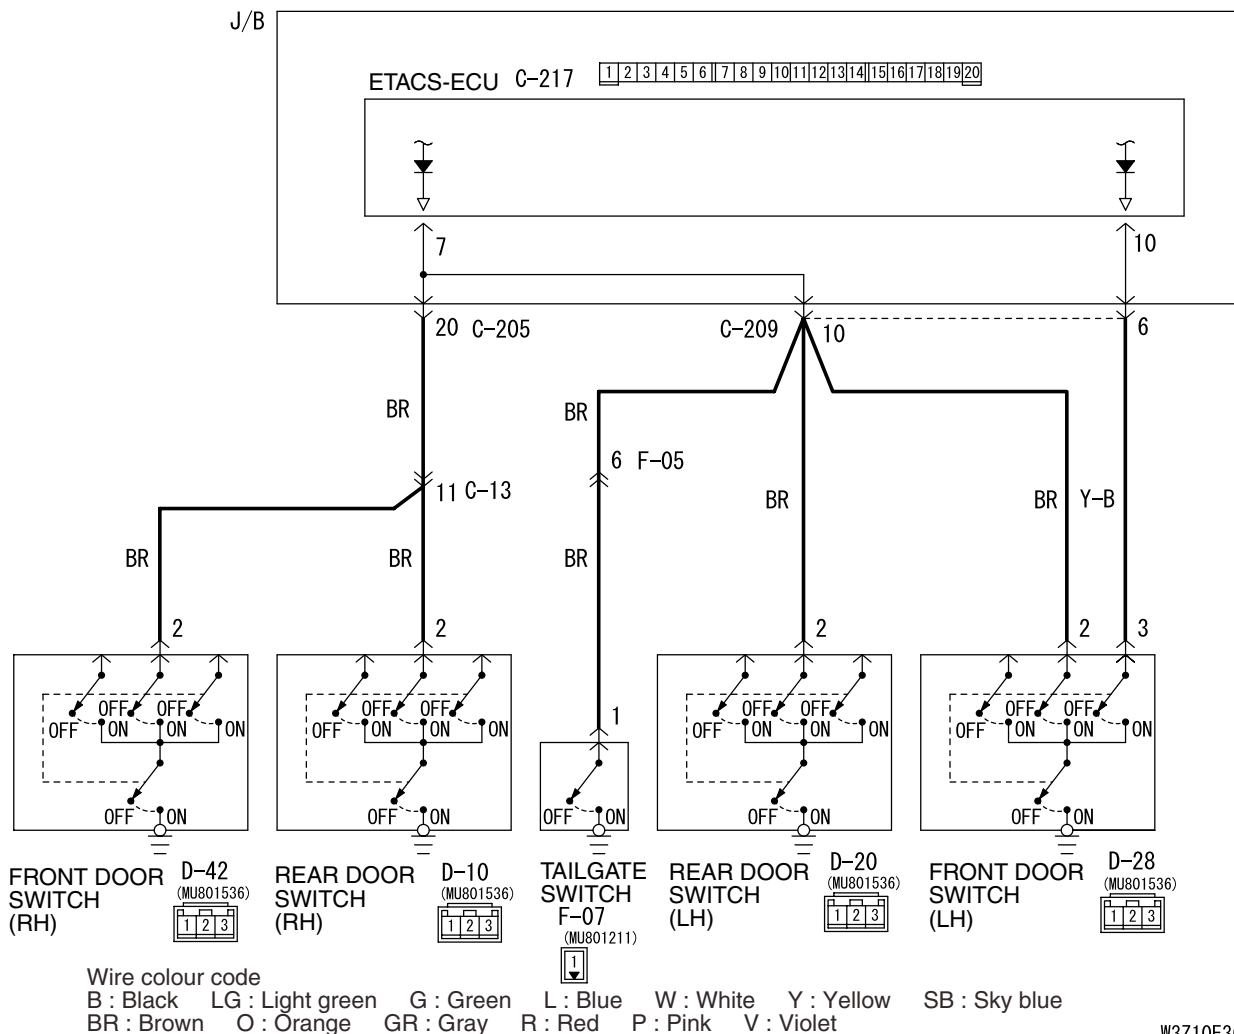 J/B
ETACS-ECU C-217 1 2 3 4 5 6 7 8 9 10 11 12 13 14 15 16 17 18 19 20
7 10
20 C-205 C-209 10 6
BR BR
6 F-05
11 C-13 BR BR Y-B
BR BR BR
2 2 2 2 3
1
OFF OFF OFF OFF OFF OFF OFF OFF
OFF ON ON ON OFF ON ON ON OFF ON ON ON OFF ON ON ON
OFF ON OFF ON OFF ON OFF ON OFF ON
FRONT DOOR SWITCH (RH)
D-42
(MU801536)
1 2 3
REAR DOOR SWITCH (RH)
D-10
(MU801536)
1 2 3
TAILGATE SWITCH
F-07
(MU801211)
1
REAR DOOR SWITCH (LH)
D-20
(MU801536)
1 2 3
FRONT DOOR SWITCH (LH)
D-28
(MU801536)
1 2 3
Wire colour code
B : Black LG : Light green G : Green L : Blue W : White Y : Yellow SB : Sky blue
BR : Brown O : Orange GR : Gray R : Red P : Pink V : Violet